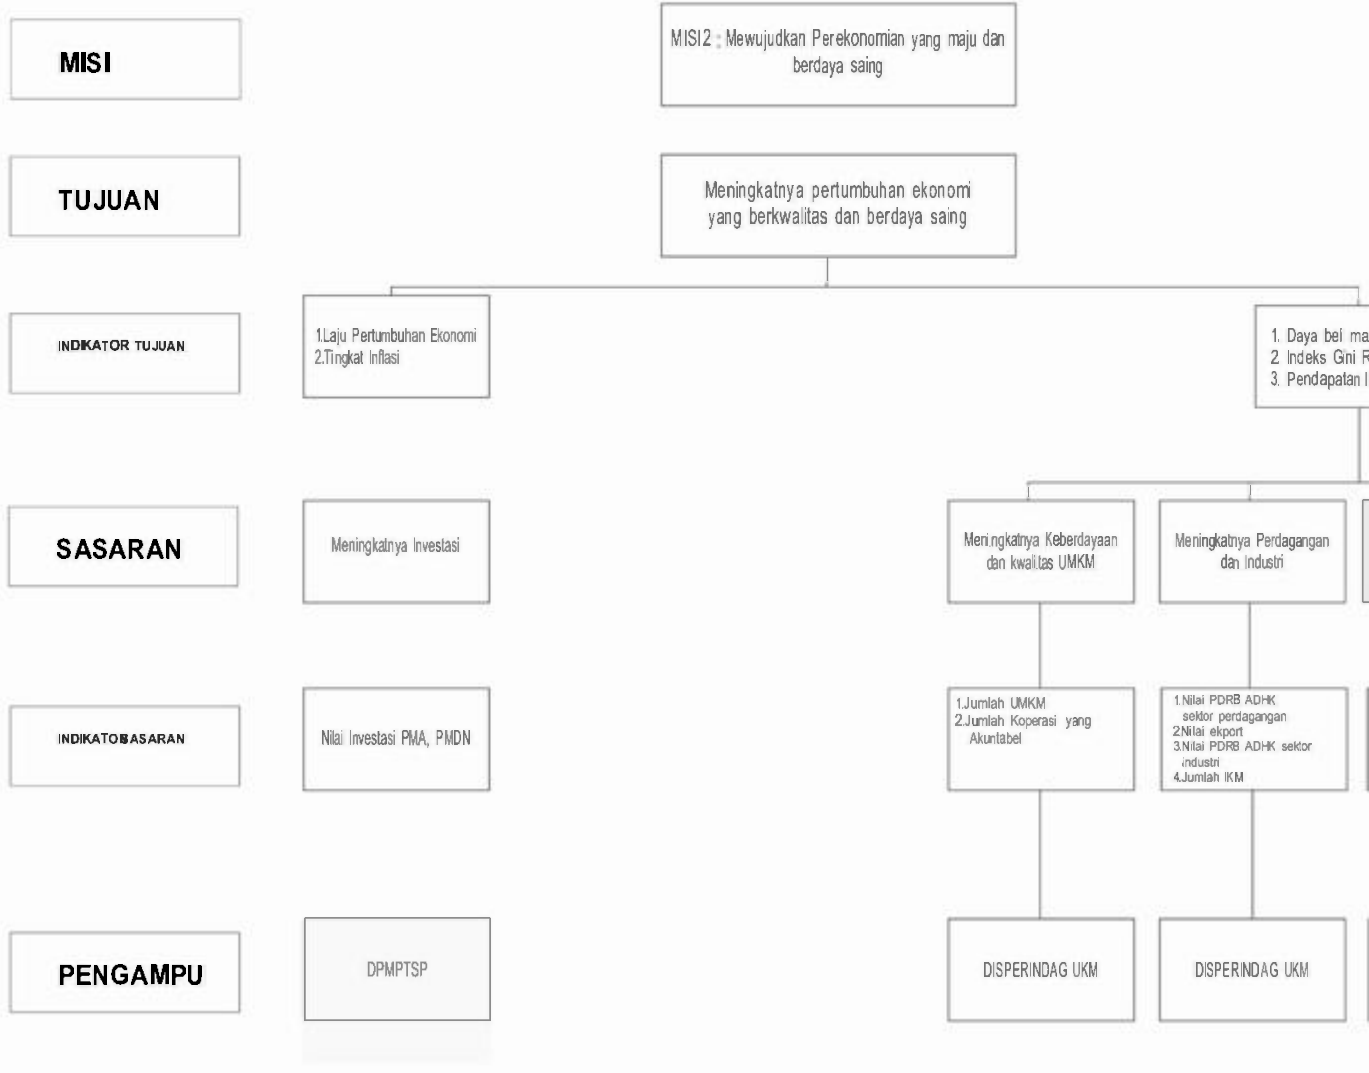 MISI
MISI2 : Mewujudkan Perekonomian yang maju dan
berdaya saing
TUJUAN
Meningkatnya pertumbuhan ekonomi
yang berkwalitas dan berdaya saing
INDIKATOR TUJUAN
1.Laju Pertumbuhan Ekonomi
2.Tingkat Inflasi
1. Daya beli ma
2 Indeks Gini R
3. Pendapatan I
SASARAN
Meningkatnya Investasi
Meningkatnya Keberdayaan
dan kwalitas UMKM
Meningkatnya Perdagangan
dan Industri
INDIKATORSASARAN
Nilai Investasi PMA, PMDN
1.Jumlah UMKM
2.Jumlah Koperasi yang
Akuntabel
1.Nilai PDRB ADHK
sektor perdagangan
2.Nilai ekport
3.Nilai PDRB ADHK sektor
industri
4.Jumlah IKM
PENGAMPU
DPMPTSP
DISPERINDAG UKM
DISPERINDAG UKM